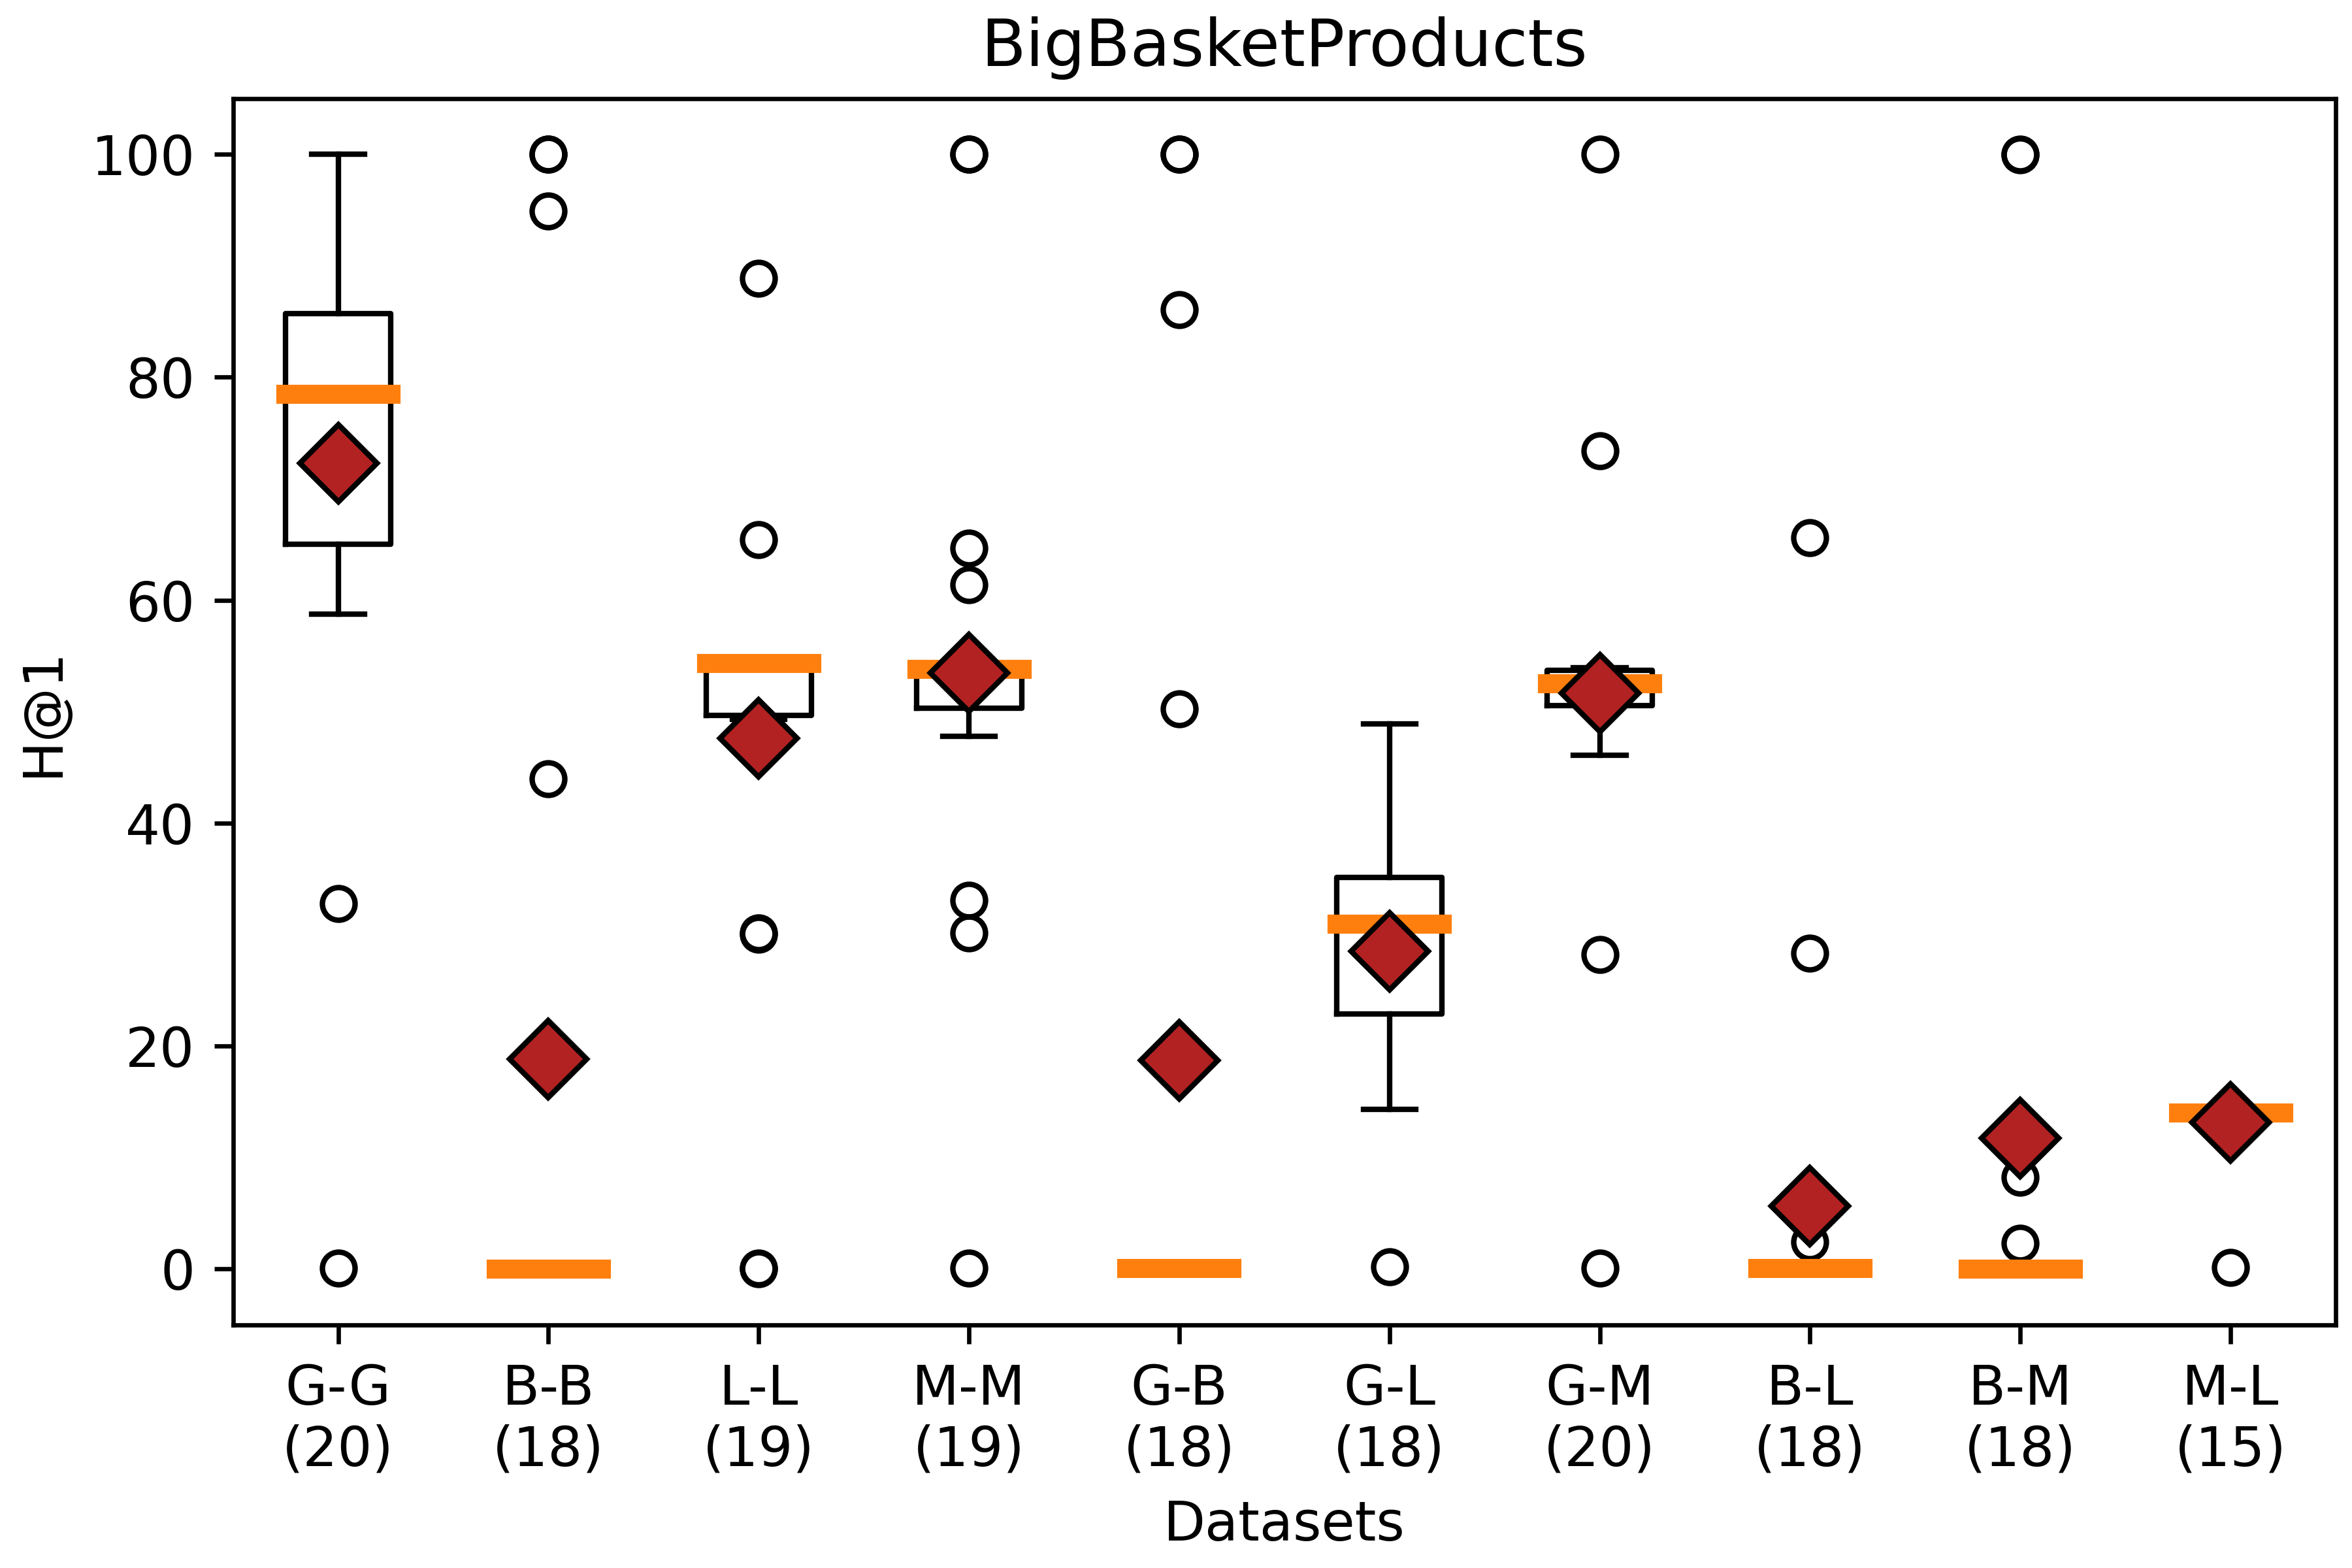 BigBasketProducts
H@1
100
80
60
40
20
0
G-G B-B L-L M-M G-B G-L G-M B-L B-M M-L
(20) (18) (19) (19) (18) (18) (20) (18) (18) (15)
Datasets